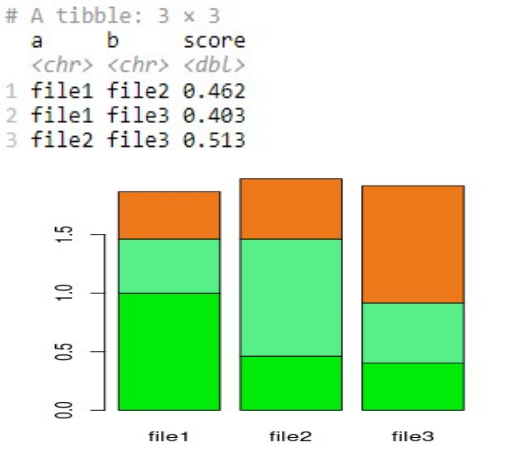 # A tibble: 3 × 3
a b score
<chr> <chr> <dbl>
1 file1 file2 0.462
2 file1 file3 0.403
3 file2 file3 0.513
1.5
1.0
0.5
0.0
file1 file2 file3